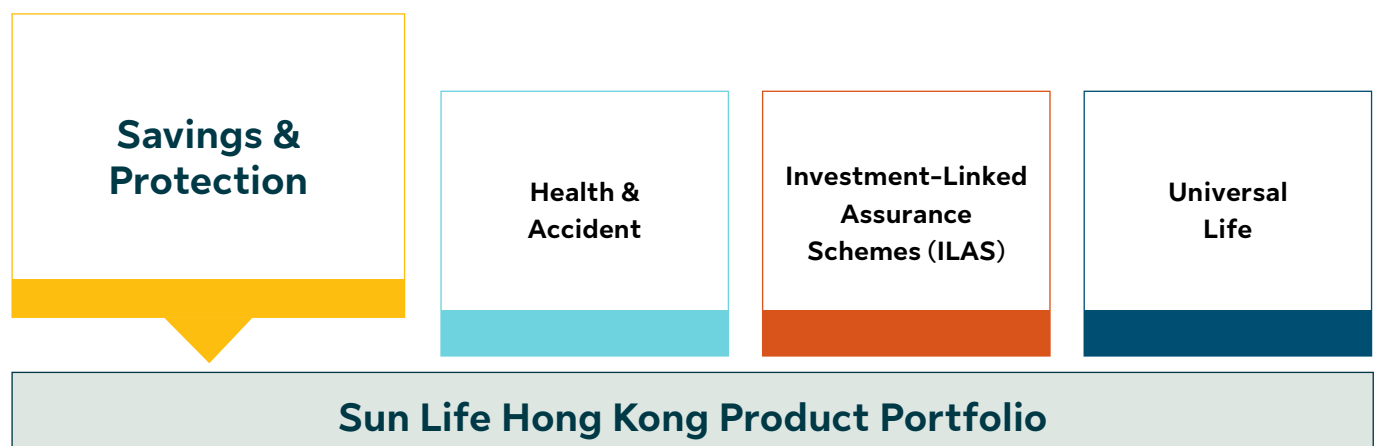 Savings &
Protection
Health &
Accident
Investment-Linked
Assurance
Schemes (ILAS)
Universal
Life
Sun Life Hong Kong Product Portfolio